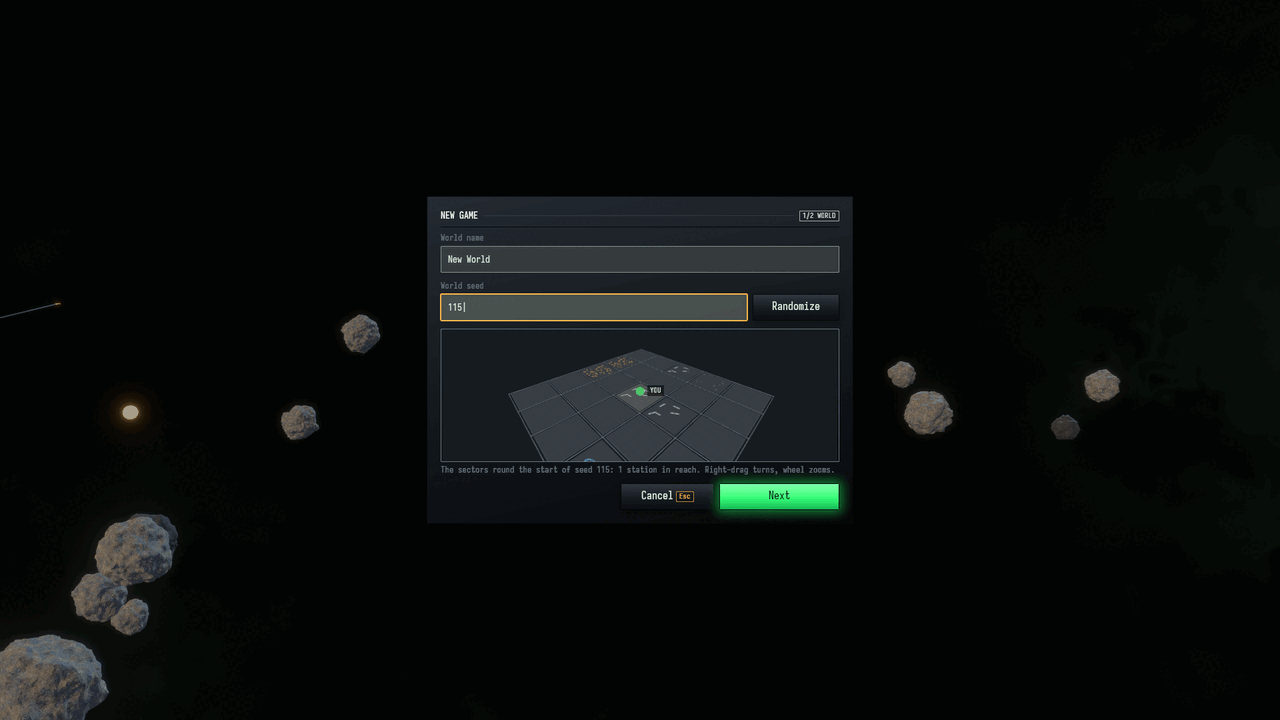 NEW GAME
1/2 WORLD
World name
New World
World seed
115
Randomize
YOU
The sectors round the start of seed 115: 1 station in reach. Right-drag turns, wheel zooms.
Cancel Esc
Next